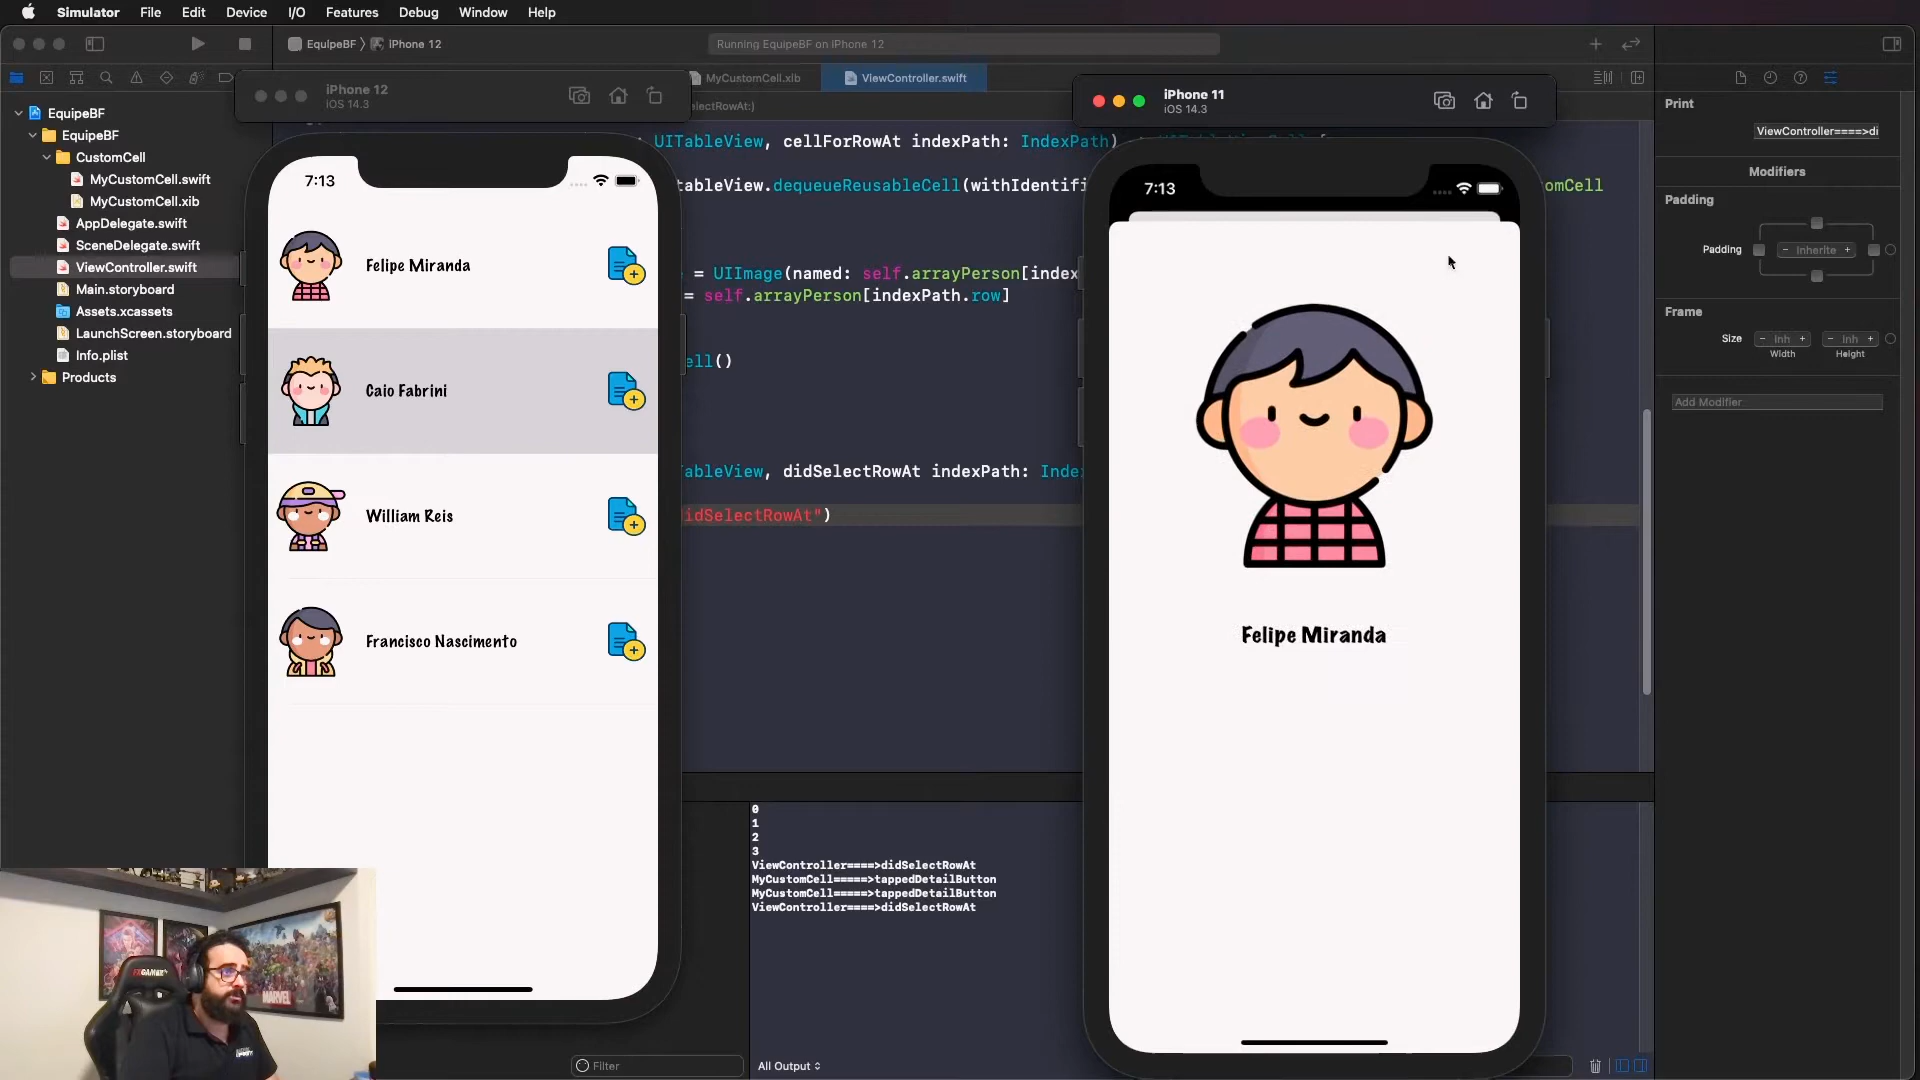 Simulator File Edit Device I/O Features Debug Window Help
EquipeBF iPhone 12
Running EquipeBF on iPhone 12
MyCustomCell.xib
ViewController.swift
iPhone 12
iOS 14.3
electRowAt:)
iPhone 11
iOS 14.3
EquipeBF
EquipeBF
CustomCell
MyCustomCell.swift
MyCustomCell.xib
AppDelegate.swift
SceneDelegate.swift
ViewController.swift
Main.storyboard
Assets.xcassets
LaunchScreen.storyboard
Info.plist
Products
7:13
Felipe Miranda
Caio Fabrini
William Reis
Francisco Nascimento
UITableView, cellForRowAt indexPath: IndexPath)
tableView.dequeueReusableCell(withIdentifi
omCell
= UIImage(named: self.arrayPerson[index
= self.arrayPerson[indexPath.row]
ell()
TableView, didSelectRowAt indexPath: Inde
idSelectRowAt")
7:13
Felipe Miranda
0
1
2
3
ViewController====>didSelectRowAt
MyCustomCell=====>tappedDetailButton
MyCustomCell=====>tappedDetailButton
ViewController====>didSelectRowAt
Filter
All Output
Print
ViewController====>di
Modifiers
Padding
Padding
- Inherite +
Frame
Size
- Inh +
- Inh +
Width
Height
Add Modifier
MARVEL